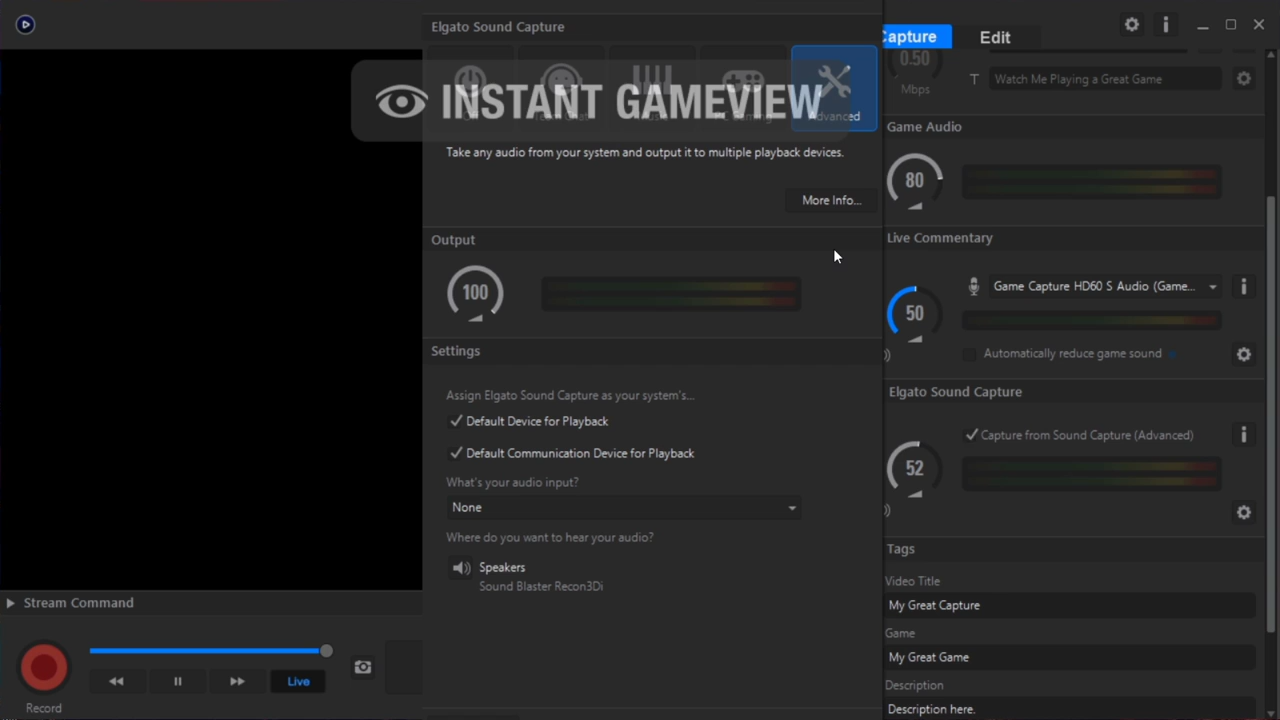 Elgato Sound Capture
Capture
Edit
INSTANT GAMEVIEW
Advanced
Take any audio from your system and output it to multiple playback devices.
More Info...
Output
100
Settings
Assign Elgato Sound Capture as your system's...
Default Device for Playback
Default Communication Device for Playback
What's your audio input?
None
Where do you want to hear your audio?
Speakers
Sound Blaster Recon3Di
0.50
Mbps
T
Watch Me Playing a Great Game
Game Audio
80
Live Commentary
50
Game Capture HD60 S Audio (Game...
Automatically reduce game sound
Elgato Sound Capture
52
Capture from Sound Capture (Advanced)
Tags
Video Title
My Great Capture
Game
My Great Game
Description
Description here.
Stream Command
Live
Record